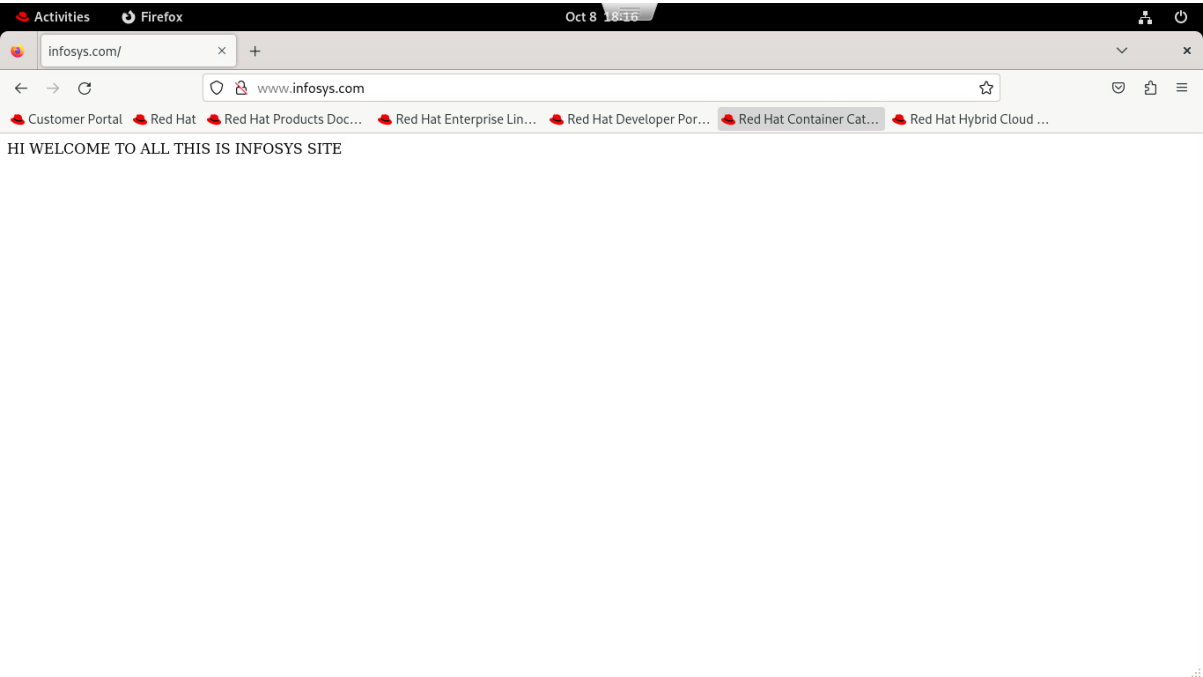 Activities Firefox Oct 8 18:16
infosys.com/
www.infosys.com
Customer Portal Red Hat Red Hat Products Doc… Red Hat Enterprise Lin… Red Hat Developer Por… Red Hat Container Cat… Red Hat Hybrid Cloud …
HI WELCOME TO ALL THIS IS INFOSYS SITE